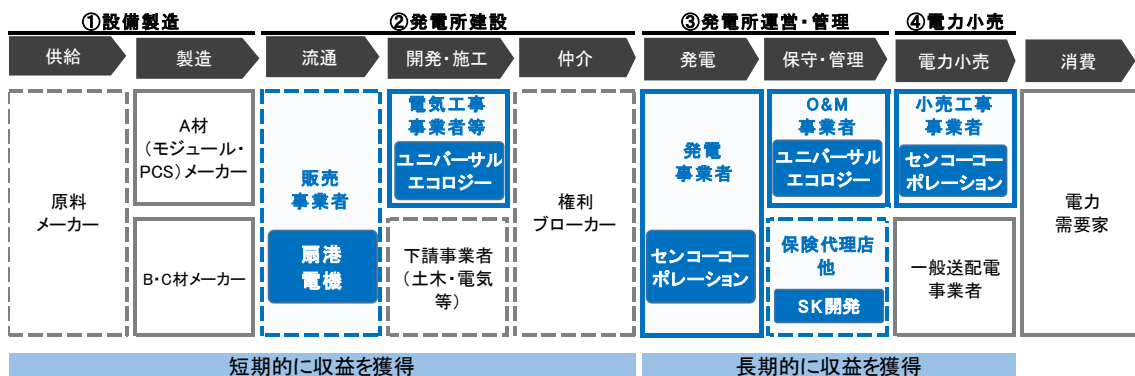 ①設備製造
②発電所建設
③発電所運営・管理
④電力小売
供給
製造
流通
開発・施工
仲介
発電
保守・管理
電力小売
消費
原料
メーカー
A材
(モジュール・
PCS)メーカー
B・C材メーカー
販売
事業者
扇港
電機
電気工事
事業者等
ユニバーサル
エコロジー
下請事業者
(土木・電気
等)
権利
ブローカー
発電
事業者
センコーコー
ポレーション
O&M
事業者
ユニバーサル
エコロジー
保険代理店
他
SK開発
小売工事
事業者
センコーコー
ポレーション
一般送配電
事業者
電力
需要家
短期的に収益を獲得
長期的に収益を獲得